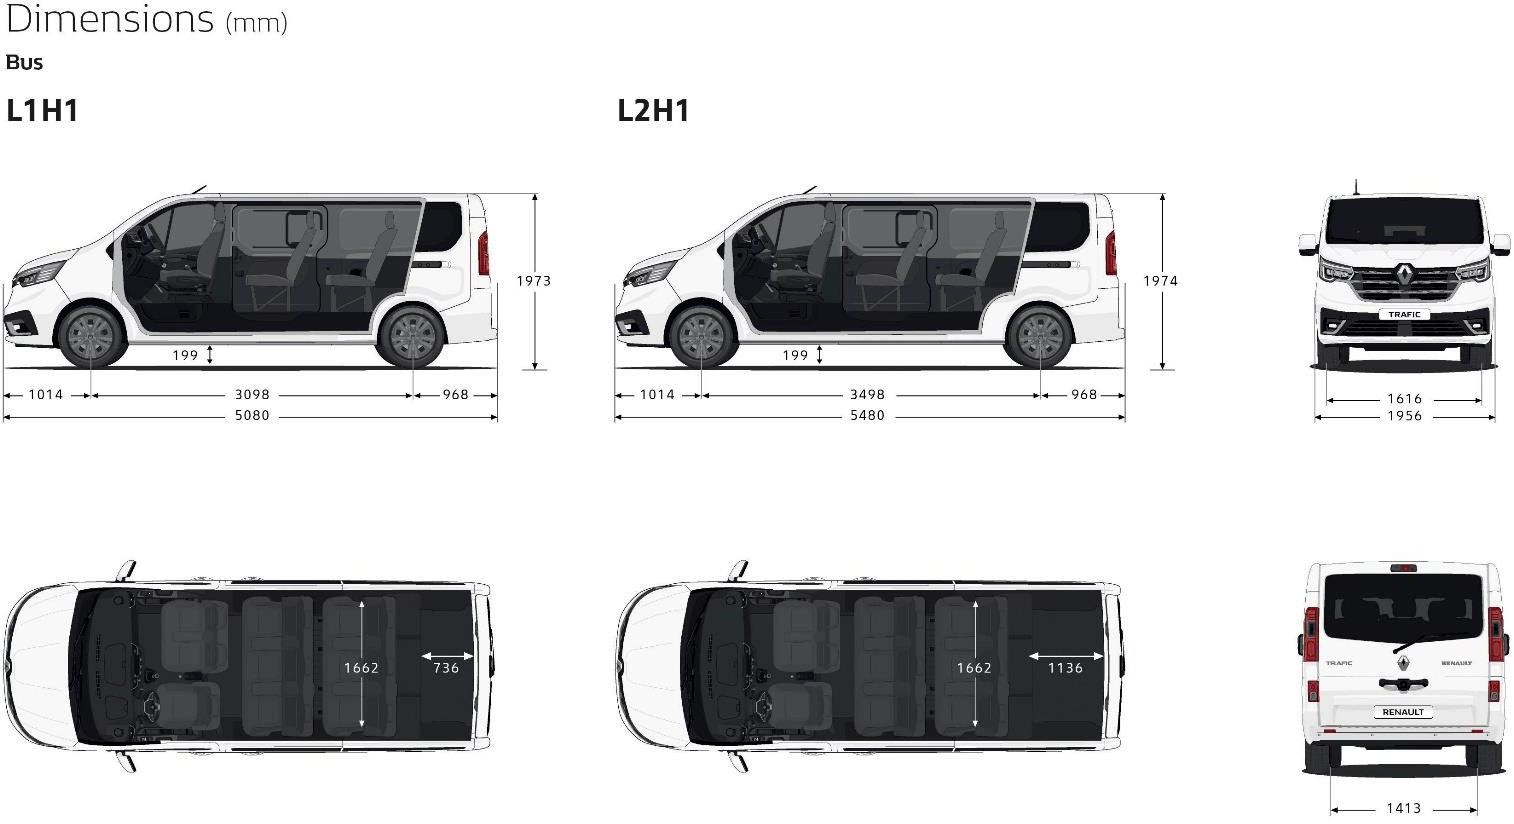 Dimensions (mm)
Bus
L1H1
L2H1
1973
1974
TRAFIC
199
199
1014
3098
968
1014
3498
968
1616
5080
5480
1956
1662
736
1662
1136
TRAFIC
RENAULT
RENAULT
1413